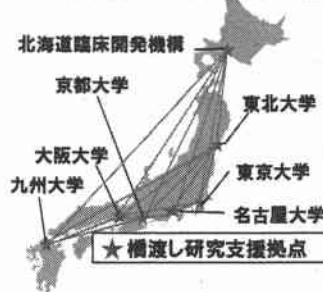 北海道臨床開発機構
京都大学
東北大学
大阪大学
東京大学
九州大学
名古屋大学
★橋渡し研究支援拠点